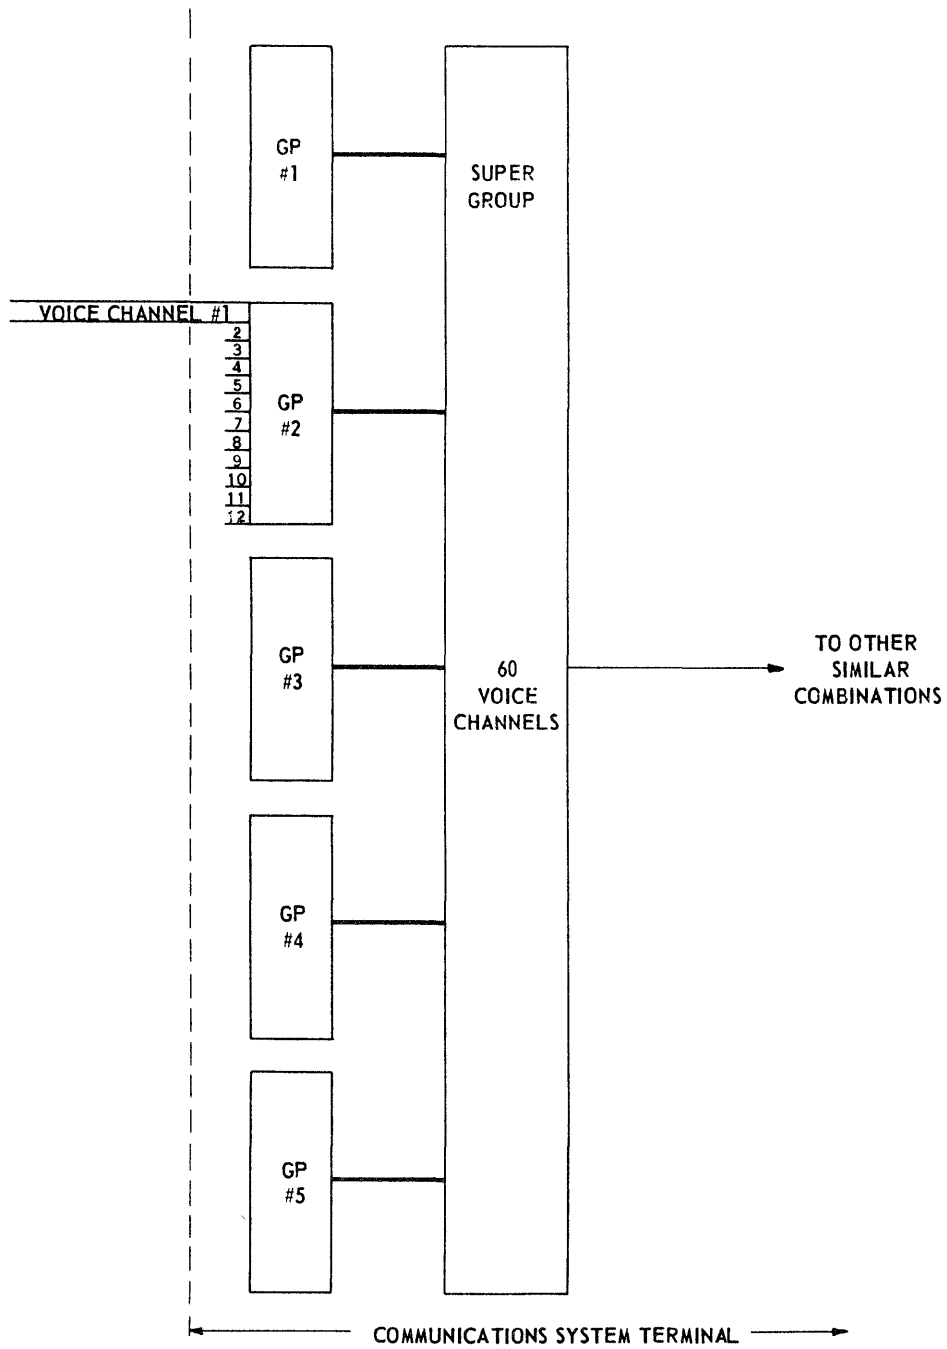 GP
#1
SUPER
GROUP
VOICE CHANNEL #1
2
3
4
5
6
7
8
9
10
11
12
GP
#2
GP
#3
60
VOICE
CHANNELS
TO OTHER
SIMILAR
COMBINATIONS
GP
#4
GP
#5
COMMUNICATIONS SYSTEM TERMINAL